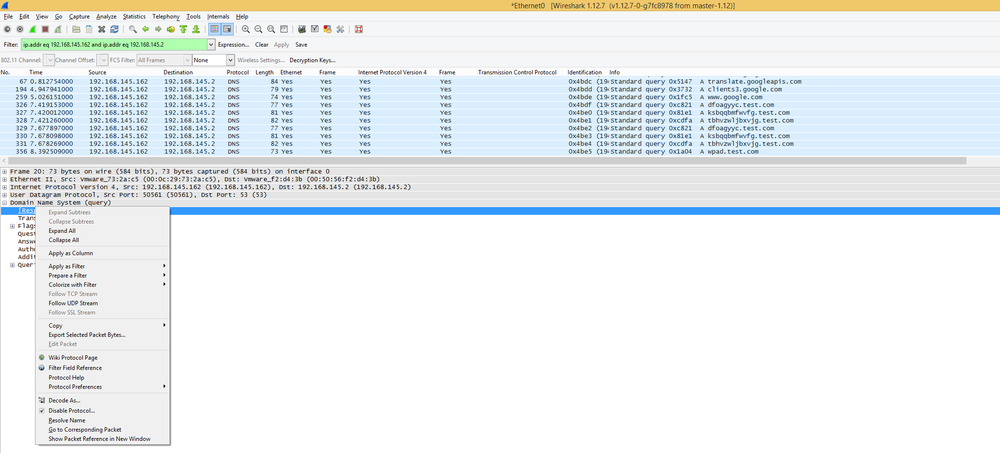 *Ethernet0 [Wireshark 1.12.7 (v1.12.7-0-g7fc8978 from master-1.12)]
File Edit View Go Capture Analyze Statistics Telephony Tools Internals Help
Filter: ip.addr eq 192.168.145.162 and ip.addr eq 192.168.145.2 Expression... Clear Apply Save
802.11 Channel: Channel Offset: FCS Filter: All Frames None Wireless Settings... Decryption Keys...
No. Time Source Destination Protocol Length Ethernet Frame Internet Protocol Version 4 Frame Transmission Control Protocol Identification Info
67 0.812754000 192.168.145.162 192.168.145.2 DNS 84 Yes Yes Yes Yes 0x4bdc (194 Standard query 0x5147 A translate.googleapis.com
194 4.947941000 192.168.145.162 192.168.145.2 DNS 79 Yes Yes Yes Yes 0x4bdd (194 Standard query 0x3732 A clients3.google.com
259 5.026151000 192.168.145.162 192.168.145.2 DNS 74 Yes Yes Yes Yes 0x4bde (194 Standard query 0x1fc5 A www.google.com
326 7.419153000 192.168.145.162 192.168.145.2 DNS 77 Yes Yes Yes Yes 0x4bdf (194 Standard query 0xc821 A dfoagyyc.test.com
327 7.420012000 192.168.145.162 192.168.145.2 DNS 81 Yes Yes Yes Yes 0x4be0 (194 Standard query 0x81e1 A ksbqqbmfwvfg.test.com
328 7.421260000 192.168.145.162 192.168.145.2 DNS 82 Yes Yes Yes Yes 0x4be1 (194 Standard query 0xcdfa A tbhvzwljbxvjg.test.com
329 7.677897000 192.168.145.162 192.168.145.2 DNS 77 Yes Yes Yes Yes 0x4be2 (194 Standard query 0xc821 A dfoagyyc.test.com
330 7.678098000 192.168.145.162 192.168.145.2 DNS 81 Yes Yes Yes Yes 0x4be3 (194 Standard query 0x81e1 A ksbqqbmfwvfg.test.com
331 7.678269000 192.168.145.162 192.168.145.2 DNS 82 Yes Yes Yes Yes 0x4be4 (194 Standard query 0xcdfa A tbhvzwljbxvjg.test.com
356 8.392509000 192.168.145.162 192.168.145.2 DNS 73 Yes Yes Yes Yes 0x4be5 (194 Standard query 0x1a04 A wpad.test.com
Frame 20: 73 bytes on wire (584 bits), 73 bytes captured (584 bits) on interface 0
Ethernet II, Src: Vmware_73:2a:c5 (00:0c:29:73:2a:c5), Dst: Vmware_f2:d4:3b (00:50:56:f2:d4:3b)
Internet Protocol Version 4, Src: 192.168.145.162 (192.168.145.162), Dst: 192.168.145.2 (192.168.145.2)
User Datagram Protocol, Src Port: 50561 (50561), Dst Port: 53 (53)
Domain Name System (query)
[Resp
Trans
Flags
Quest
Answe
Autho
Addit
Queri
Expand Subtrees
Collapse Subtrees
Expand All
Collapse All
Apply as Column
Apply as Filter
Prepare a Filter
Colorize with Filter
Follow TCP Stream
Follow UDP Stream
Follow SSL Stream
Copy
Export Selected Packet Bytes...
Edit Packet
Wiki Protocol Page
Filter Field Reference
Protocol Help
Protocol Preferences
Decode As...
Disable Protocol...
Resolve Name
Go to Corresponding Packet
Show Packet Reference in New Window